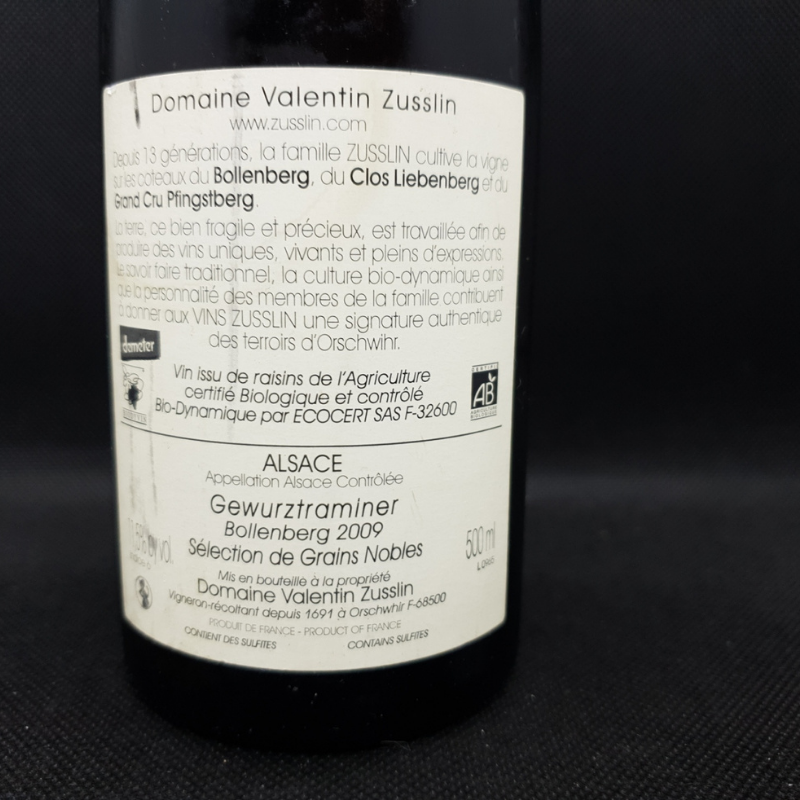 Domaine Valentin Zusslin
www.zusslin.com
Depuis 13 générations, la famille ZUSSLIN cultive la vigne
sur les coteaux du Bollenberg, du Clos Liebenberg et du
Grand Cru Pfingstberg.
La terre, ce bien fragile et précieux, est travaillée afin de
produire des vins uniques, vivants et pleins d'expressions.
Le savoir faire traditionnel, la culture bio-dynamique ainsi
que la personnalité des membres de la famille contribuent
à donner aux VINS ZUSSLIN une signature authentique
des terroirs d'Orschwihr.
demeter
Vin issu de raisins de l'Agriculture
certifié Biologique et contrôlé
Bio-Dynamique par ECOCERT SAS F-32600
AB
ALSACE
Appellation Alsace Contrôlée
Gewurztraminer
Bollenberg 2009
Sélection de Grains Nobles
vol.
500 ml
Mis en bouteille à la propriété
Domaine Valentin Zusslin
Vigneron-récoltant depuis 1691 à Orschwihr F-68500
PRODUIT DE FRANCE - PRODUCT OF FRANCE
CONTIENT DES SULFITES
CONTAINS SULFITES